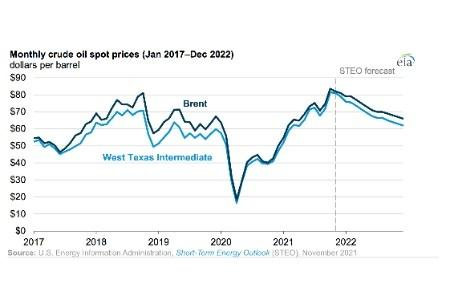 Monthly crude oil spot prices (Jan 2017–Dec 2022)
dollars per barrel
eia
STEO forecast
$90
$80
$70
$60
$50
$40
$30
$20
$10
$0
Brent
West Texas Intermediate
2017 2018 2019 2020 2021 2022
Source: U.S. Energy Information Administration, Short-Term Energy Outlook (STEO), November 2021